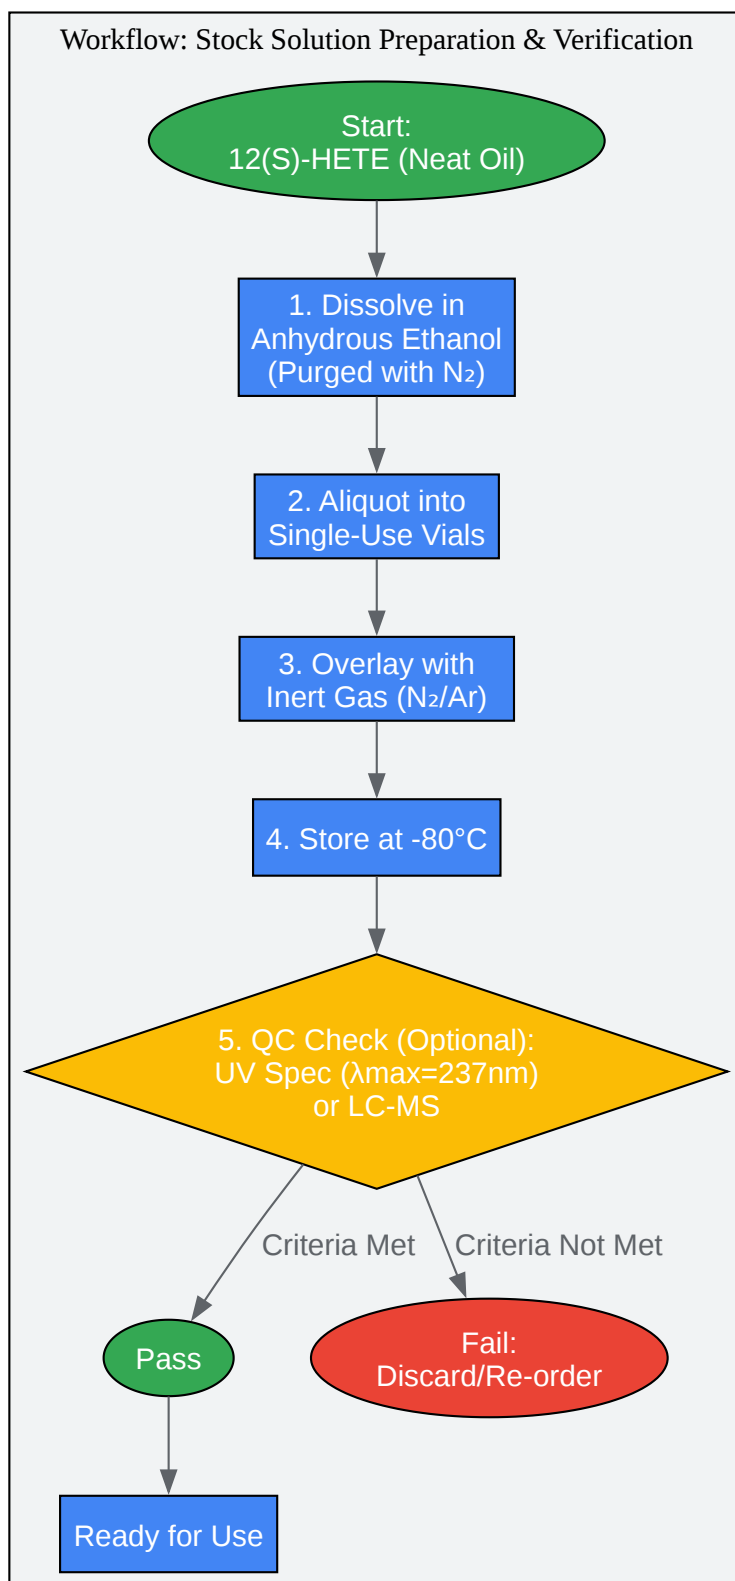 Workflow: Stock Solution Preparation & Verification
Start:
12(S)-HETE (Neat Oil)
1. Dissolve in
Anhydrous Ethanol
(Purged with N₂)
2. Aliquot into
Single-Use Vials
3. Overlay with
Inert Gas (N₂/Ar)
4. Store at -80°C
5. QC Check (Optional):
UV Spec (λmax=237nm)
or LC-MS
Criteria Met
Criteria Not Met
Pass
Fail:
Discard/Re-order
Ready for Use